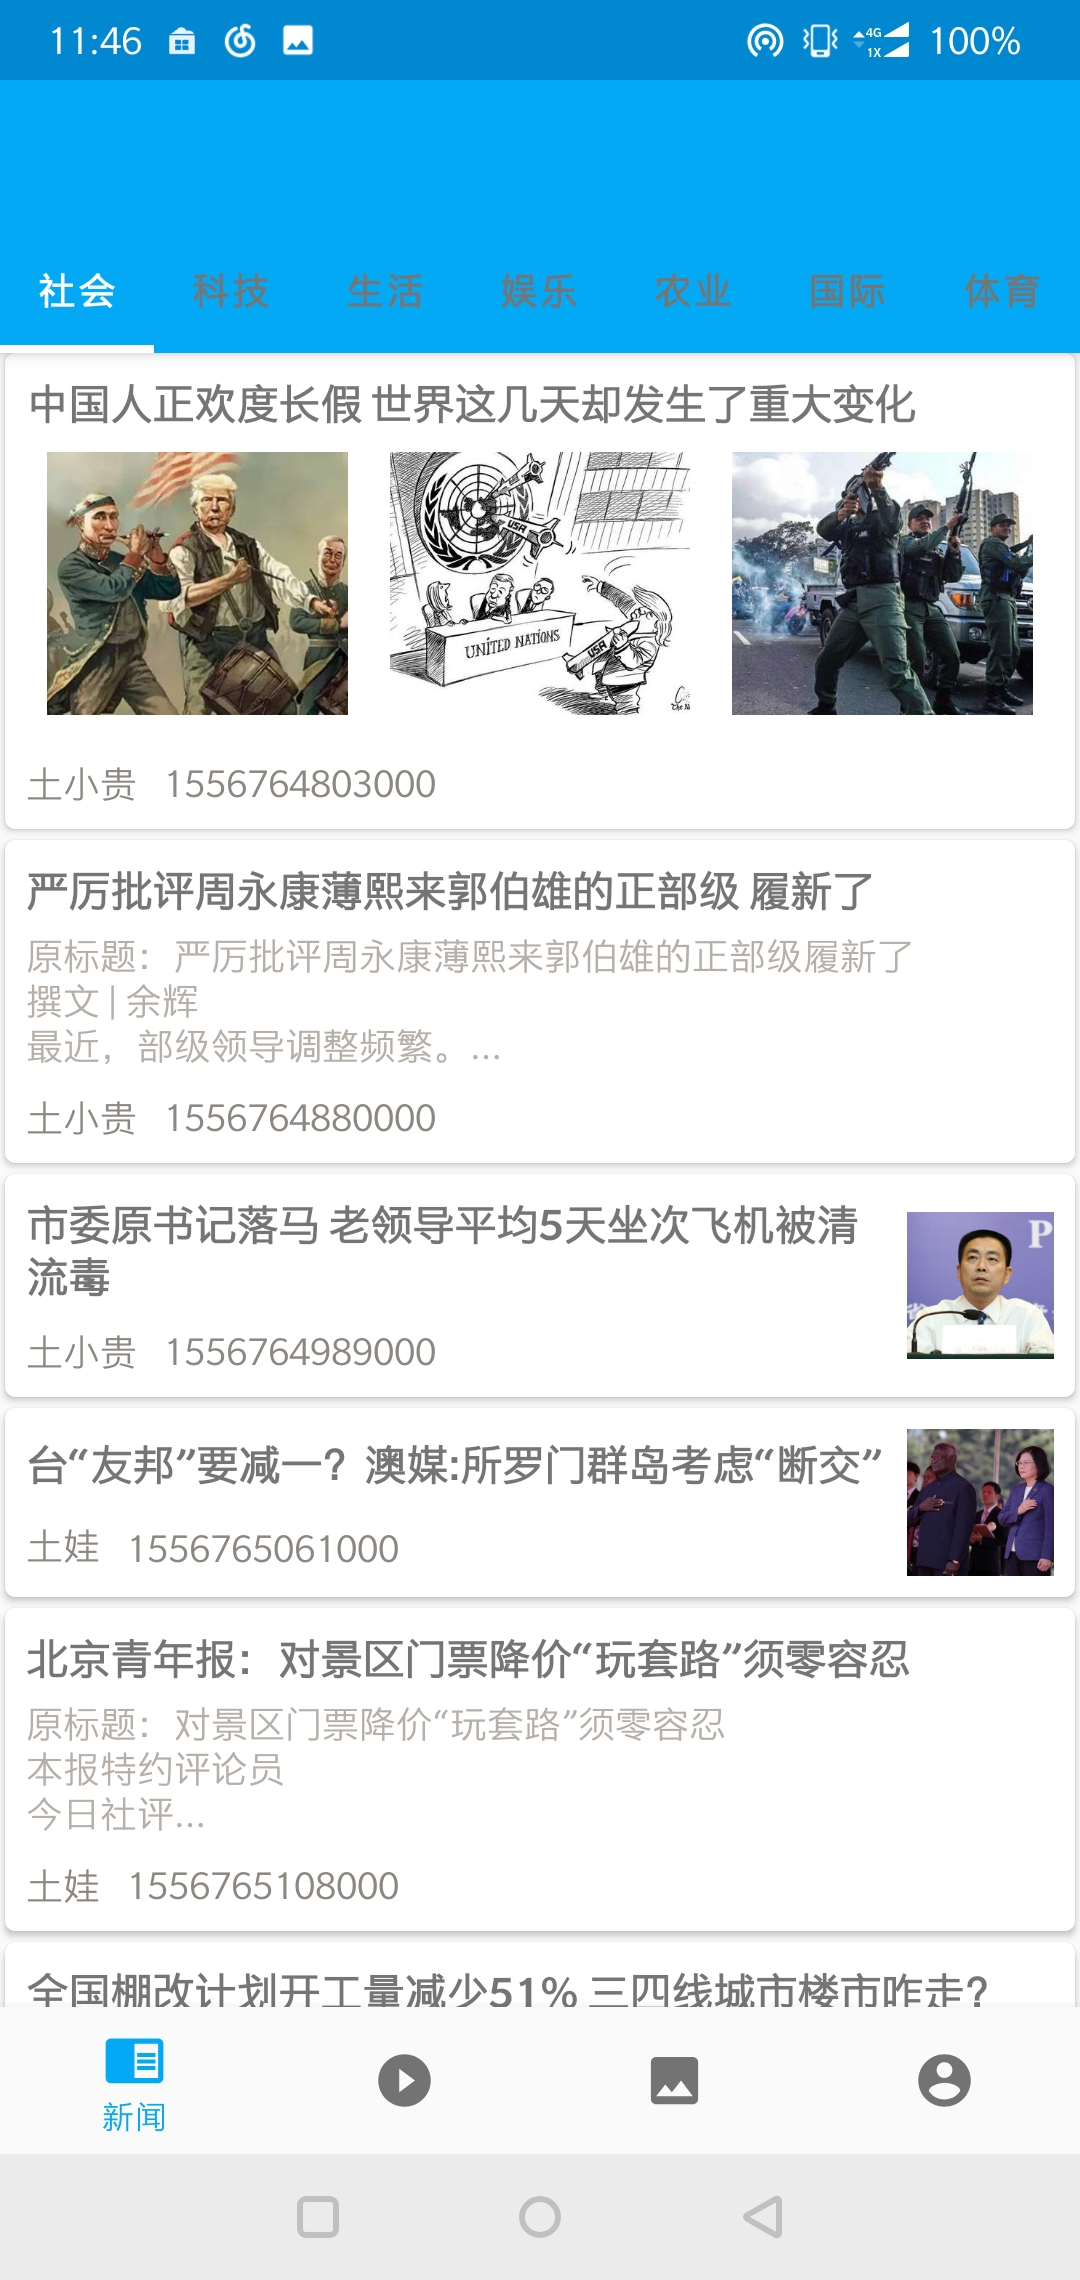 11:46
4G
1X
100%
社会 科技 生活 娱乐 农业 国际 体育
中国人正欢度长假 世界这几天却发生了重大变化
USA
UNITED NATIONS
USA
土小贵 1556764803000
严厉批评周永康薄熙来郭伯雄的正部级 履新了
原标题：严厉批评周永康薄熙来郭伯雄的正部级履新了
撰文 | 余辉
最近，部级领导调整频繁。...
土小贵 1556764880000
市委原书记落马 老领导平均5天坐次飞机被清
流毒
P
土小贵 1556764989000
台“友邦”要减一？澳媒:所罗门群岛考虑“断交”
土娃 1556765061000
北京青年报：对景区门票降价“玩套路”须零容忍
原标题：对景区门票降价“玩套路”须零容忍
本报特约评论员
今日社评...
土娃 1556765108000
全国棚改计划开工量减少51% 三四线城市楼市咋走？
新闻